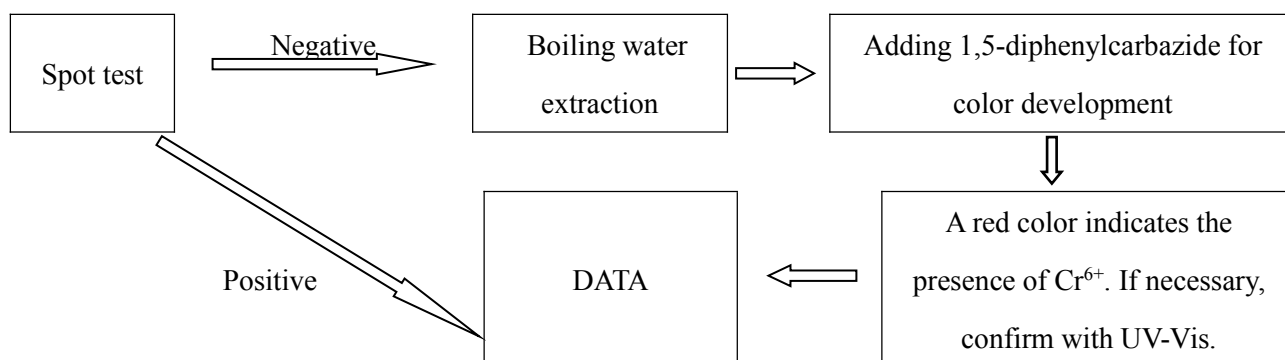 Spot test
Negative
Boiling water
extraction
Adding 1,5-diphenylcarbazide for
color development
A red color indicates the
presence of Cr⁶⁺. If necessary,
confirm with UV-Vis.
DATA
Positive